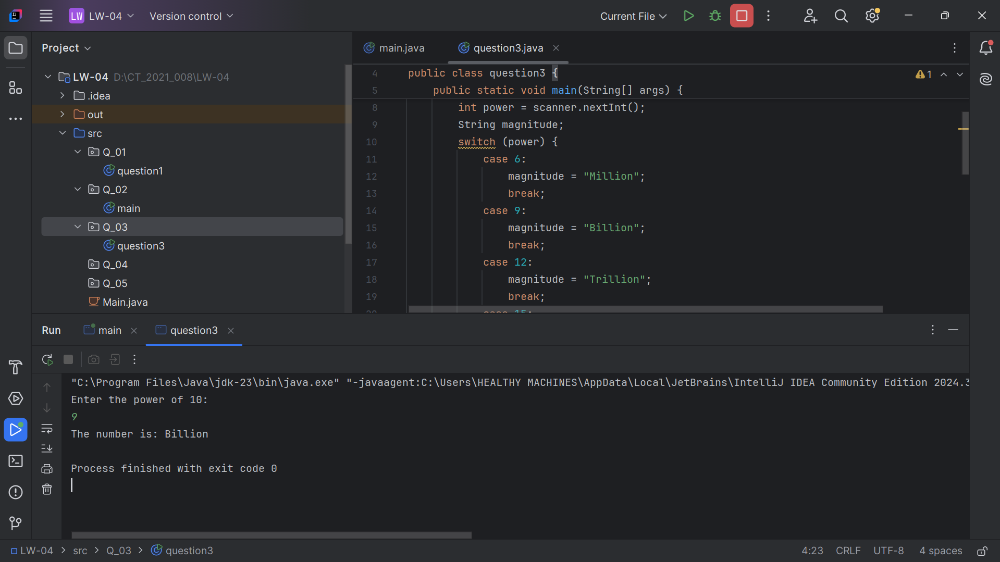 LW LW-04 Version control Current File
Project
main.java question3.java
LW-04 D:\CT_2021_008\LW-04
.idea
out
src
Q_01
question1
Q_02
main
Q_03
question3
Q_04
Q_05
Main.java
4 public class question3 {
5 public static void main(String[] args) {
8 int power = scanner.nextInt();
9 String magnitude;
10 switch (power) {
11 case 6:
12 magnitude = "Million";
13 break;
14 case 9:
15 magnitude = "Billion";
16 break;
17 case 12:
18 magnitude = "Trillion";
19 break;
20 case 15:
1
Run main question3
"C:\Program Files\Java\jdk-23\bin\java.exe" "-javaagent:C:\Users\HEALTHY MACHINES\AppData\Local\JetBrains\IntelliJ IDEA Community Edition 2024.3
Enter the power of 10:
9
The number is: Billion
Process finished with exit code 0
LW-04 > src > Q_03 > question3 4:23 CRLF UTF-8 4 spaces